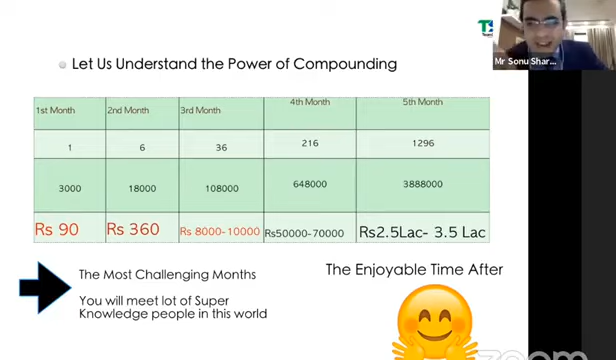 TS
Mr Sonu Shar...
Let Us Understand the Power of Compounding
1st Month 2nd Month 3rd Month 4th Month 5th Month
1 6 36 216 1296
3000 18000 108000 648000 3888000
Rs 90 Rs 360 Rs 8000-10000 Rs50000-70000 Rs2.5Lac- 3.5 Lac
The Most Challenging Months
The Enjoyable Time After
You will meet lot of Super
Knowledge people in this world
zoom